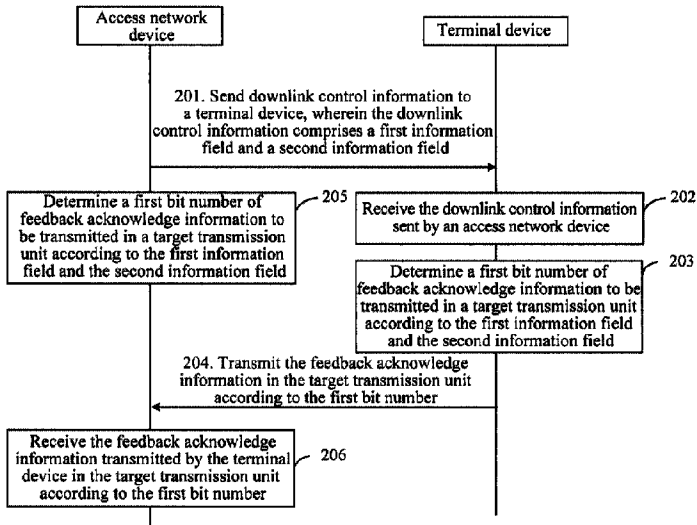 Access network
device
Terminal device
201. Send downlink control information to
a terminal device, wherein the downlink
control information comprises a first information
field and a second information field
205
Determine a first bit number of
feedback acknowledge information to
be transmitted in a target transmission
unit according to the first information
field and the second information field
202
Receive the downlink control information
sent by an access network device
203
Determine a first bit number of
feedback acknowledge information to be
transmitted in a target transmission unit
according to the first information field
and the second information field
204. Transmit the feedback acknowledge
information in the target transmission unit
according to the first bit number
Receive the feedback acknowledge
information transmitted by the terminal
device in the target transmission unit
according to the first bit number
206